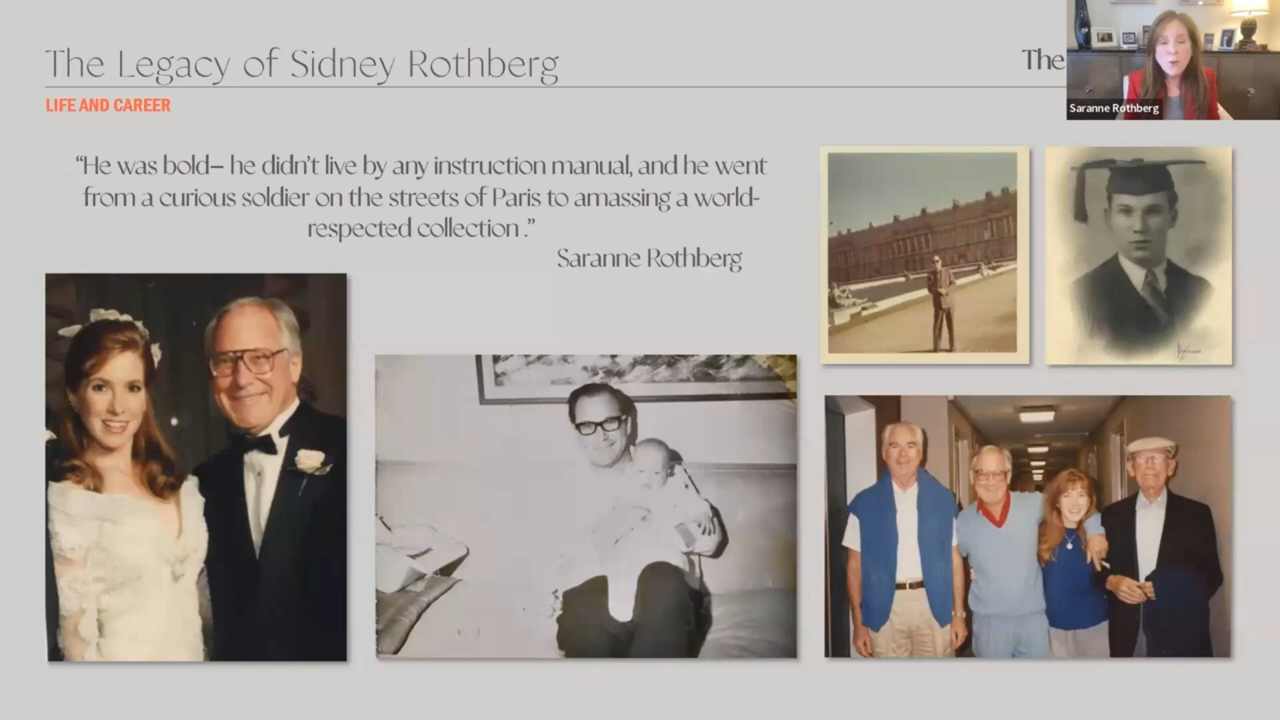 The Legacy of Sidney Rothberg
The
LIFE AND CAREER
Saranne Rothberg
“He was bold– he didn’t live by any instruction manual, and he went
from a curious soldier on the streets of Paris to amassing a world-
respected collection .”
Saranne Rothberg